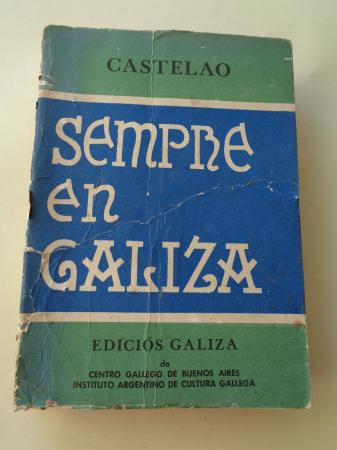 CASTELAO
SEMPRE
en
GALIZA
EDICIÓS GALIZA
do
CENTRO GALLEGO DE BUENOS AIRES
INSTITUTO ARGENTINO DE CULTURA GALLEGA